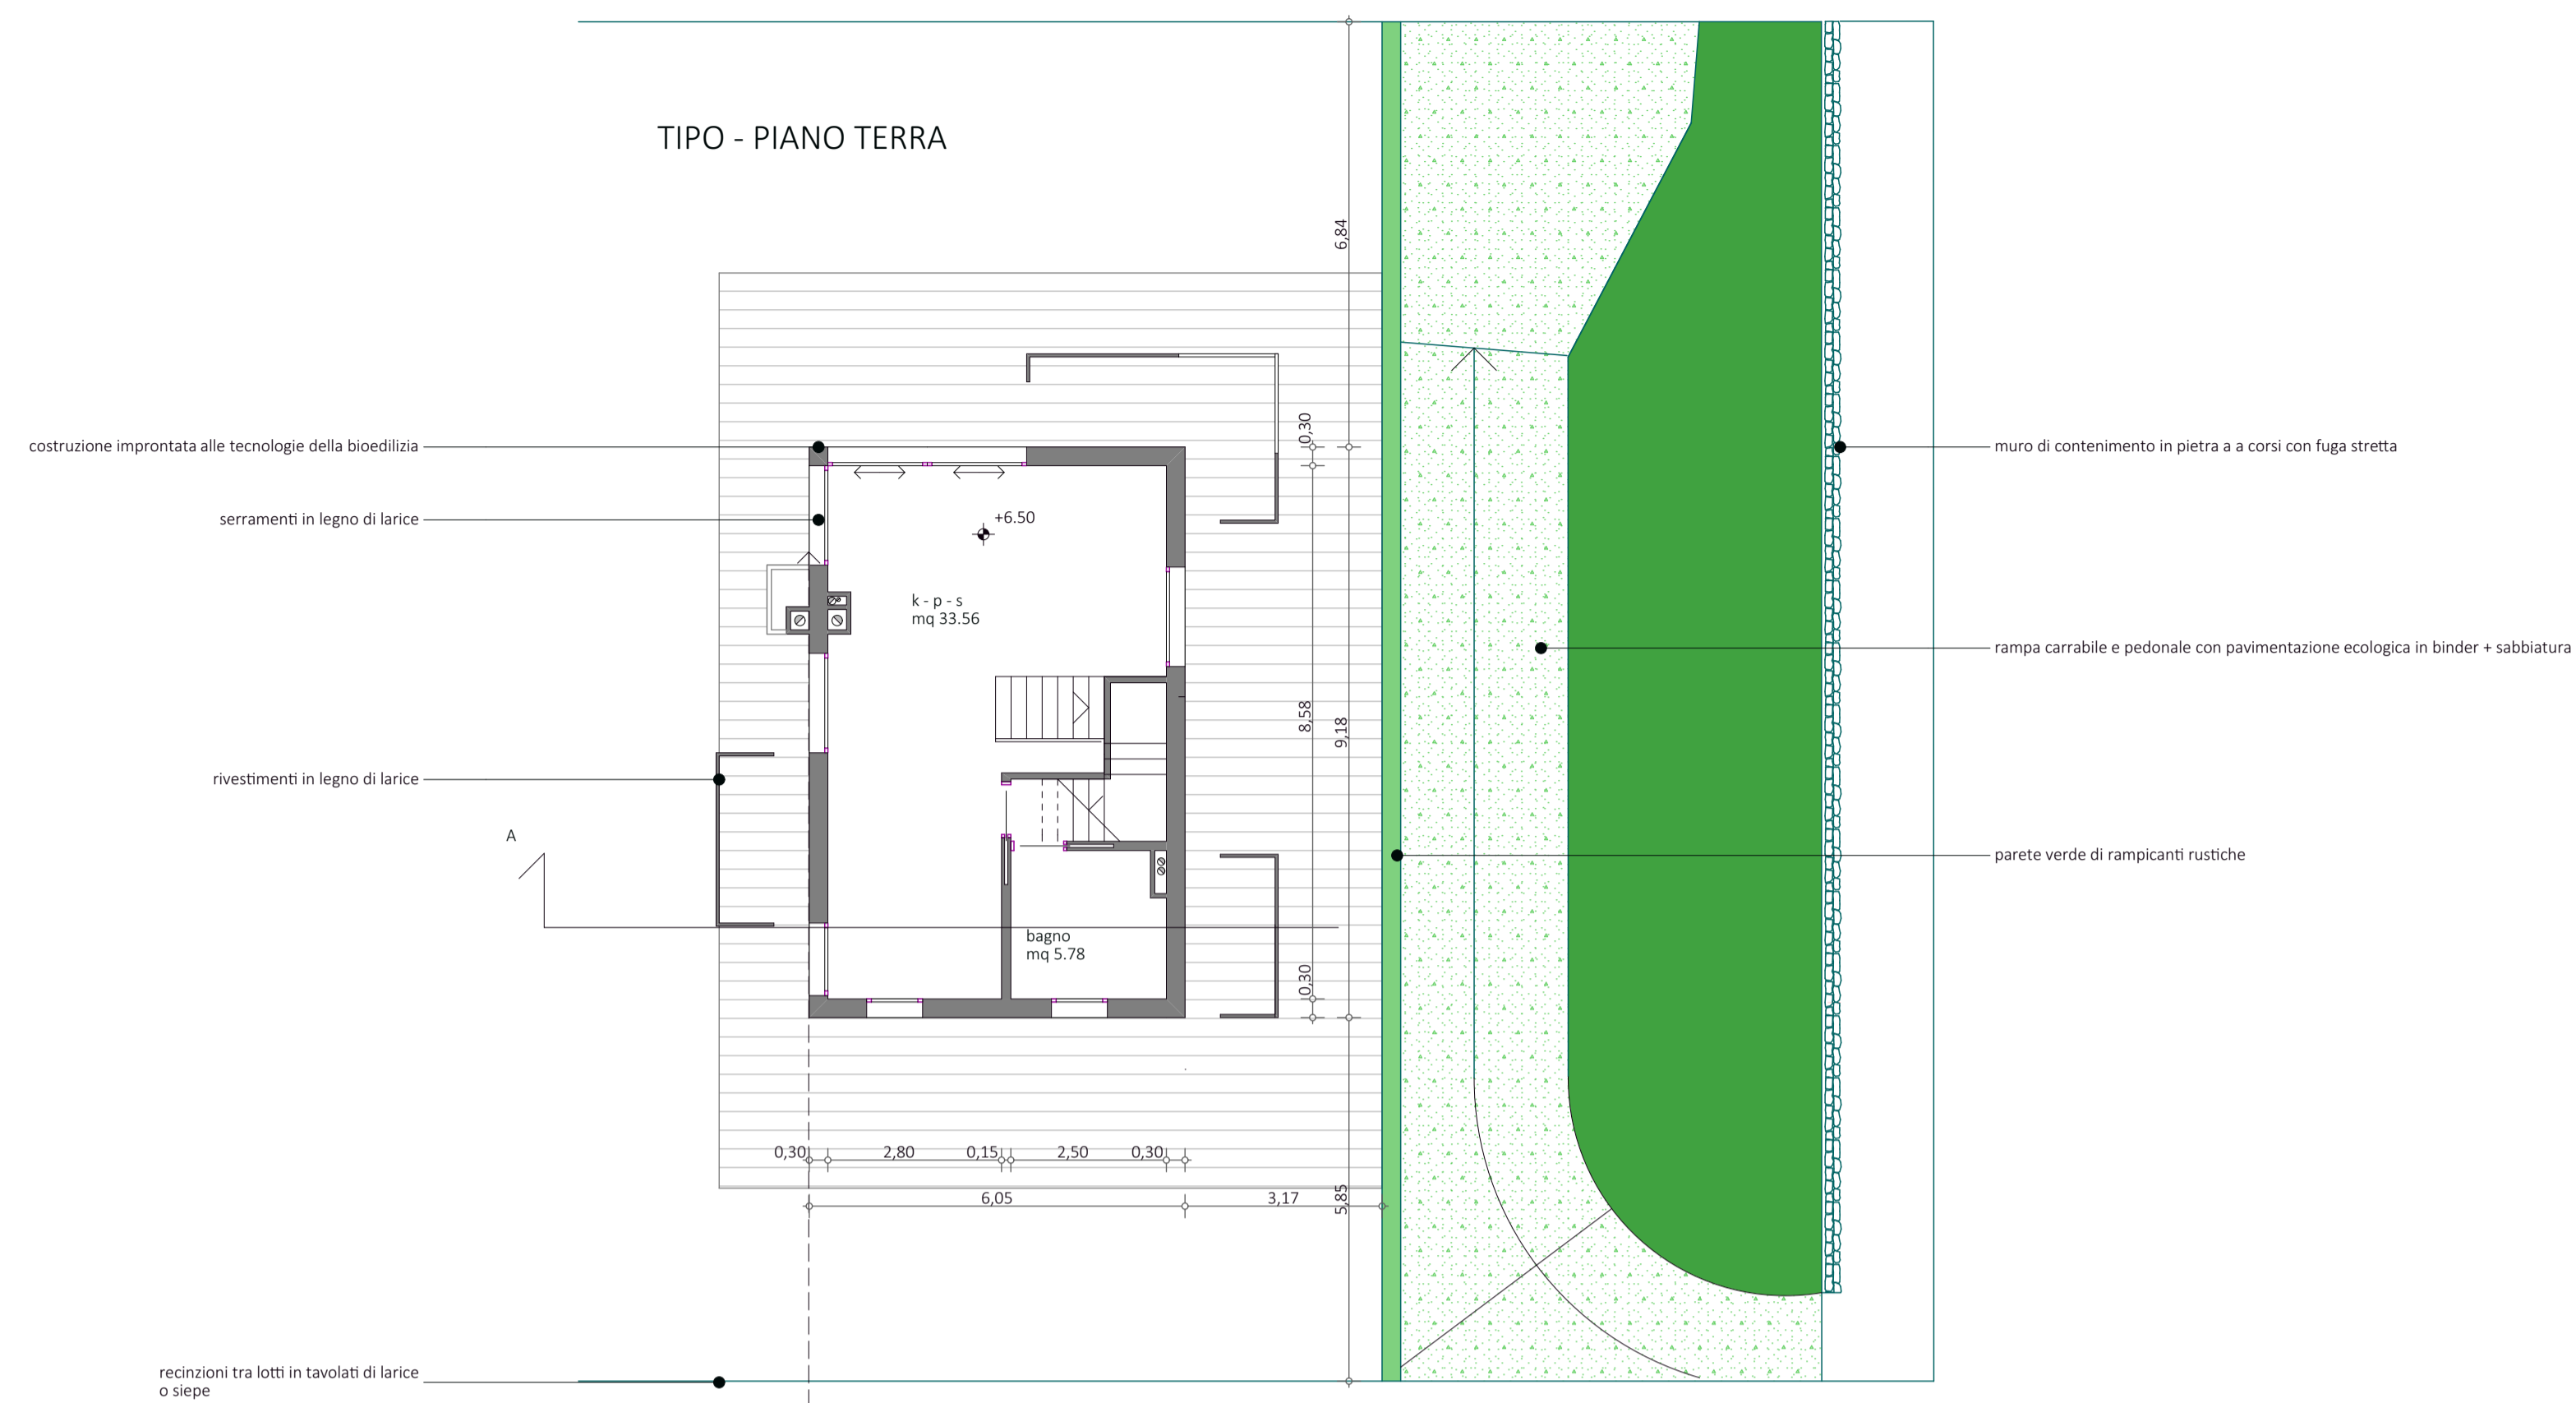 TIPO - PIANO TERRA
6,84
costruzione improntata alle tecnologie della bioedilizia
0,30
muro di contenimento in pietra a a corsi con fuga stretta
serramenti in legno di larice
+6.50
k - p - s
mq 33.56
rampa carrabile e pedonale con pavimentazione ecologica in binder + sabbiatura
8,58
9,18
rivestimenti in legno di larice
A
parete verde di rampicanti rustiche
bagno
mq 5.78
0,30
0,30 2,80 0,15 2,50 0,30
6,05 3,17 5,85
recinzioni tra lotti in tavolati di larice
o siepe